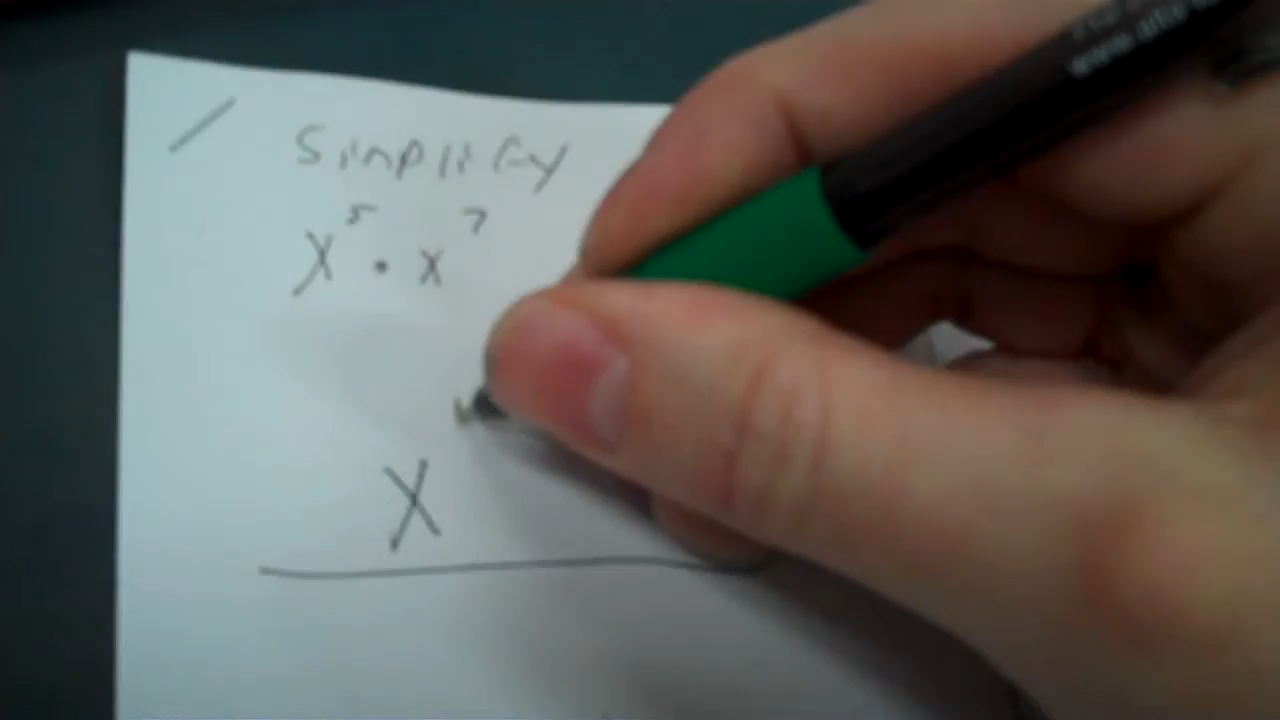 / Simplify
x⁵ · x⁷
x